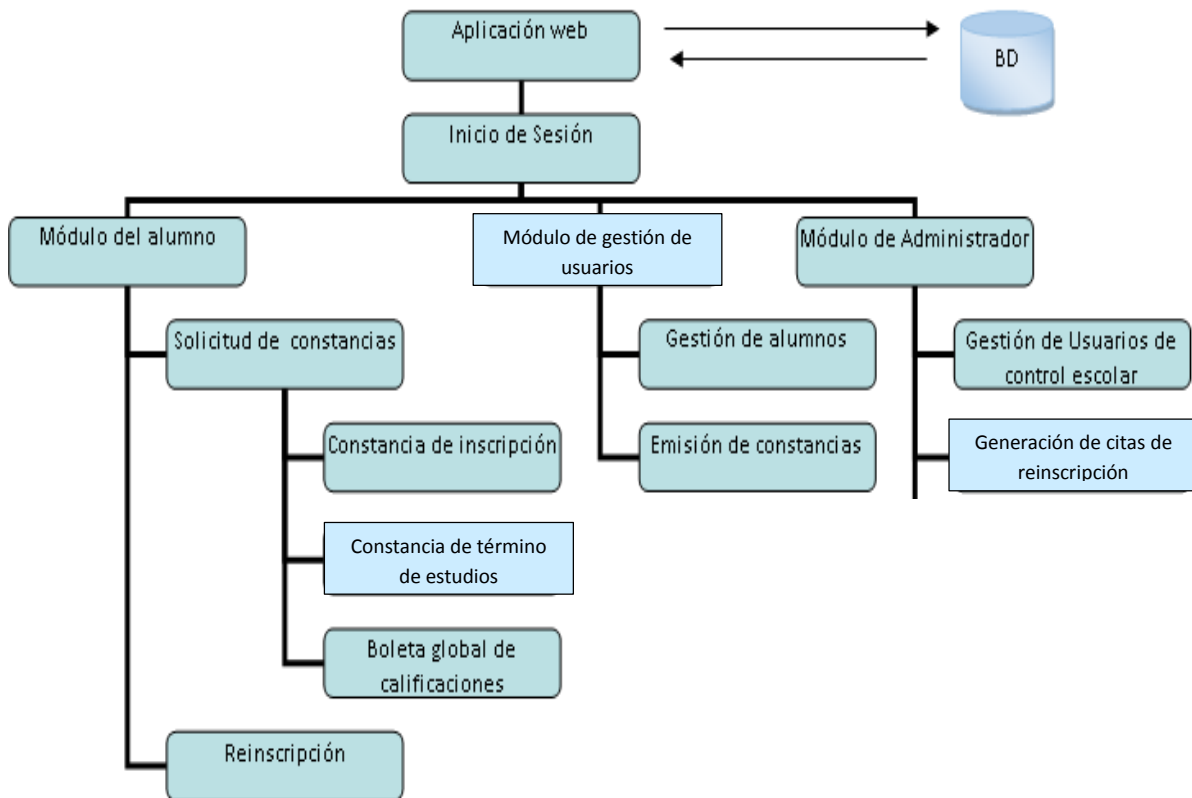 Aplicación web
BD
Inicio de Sesión
Módulo del alumno
Módulo de gestión de
usuarios
Módulo de Administrador
Solicitud de constancias
Gestión de alumnos
Gestión de Usuarios de
control escolar
Constancia de inscripción
Emisión de constancias
Generación de citas de
reinscripción
Constancia de término
de estudios
Boleta global de
calificaciones
Reinscripción